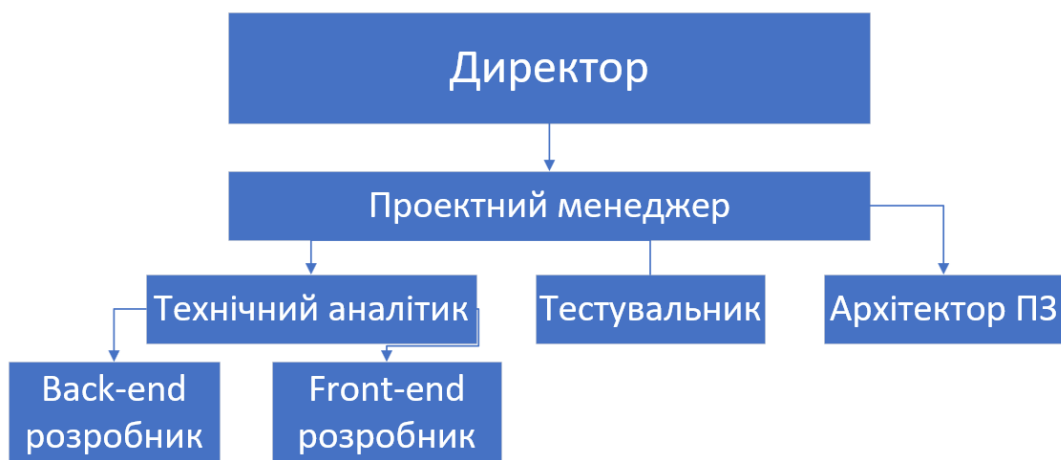 Директор
Проектний менеджер
Технічний аналітик
Тестувальник
Архітектор ПЗ
Back-end
розробник
Front-end
розробник